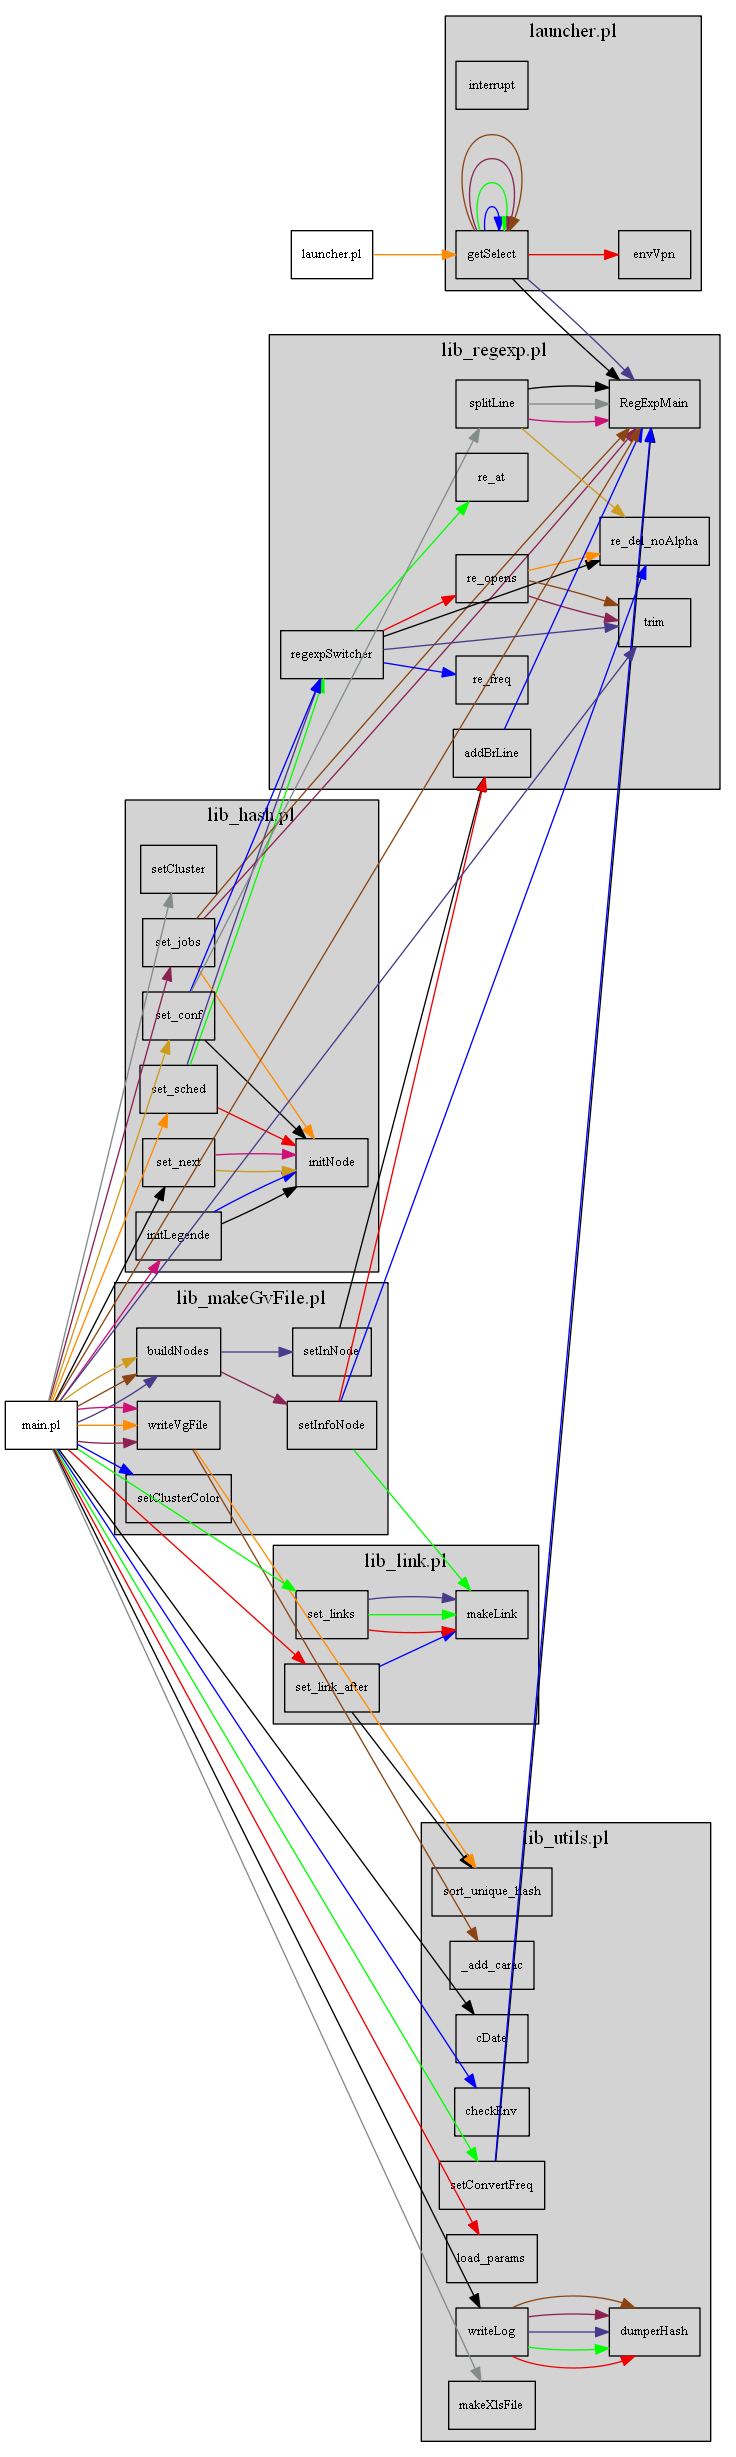 launcher.pl
interrupt
launcher.pl
getSelect
envVpn
lib_regexp.pl
splitLine
RegExpMain
re_at
re_del_noAlpha
re_opens
trim
regexpSwitcher
re_freq
addBrLine
lib_hash.pl
setCluster
set_jobs
set_conf
set_sched
set_next
initNode
initLegende
lib_makeGvFile.pl
buildNodes
setInNode
main.pl
writeVgFile
setInfoNode
setClusterColor
lib_link.pl
set_links
makeLink
set_link_after
lib_utils.pl
sort_unique_hash
_add_carac
cDate
checkEnv
setConvertFreq
load_params
writeLog
dumperHash
makeXlsFile